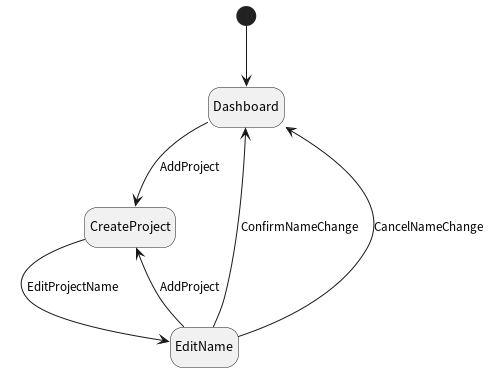 Dashboard
AddProject
CreateProject
ConfirmNameChange
CancelNameChange
EditProjectName
AddProject
EditName